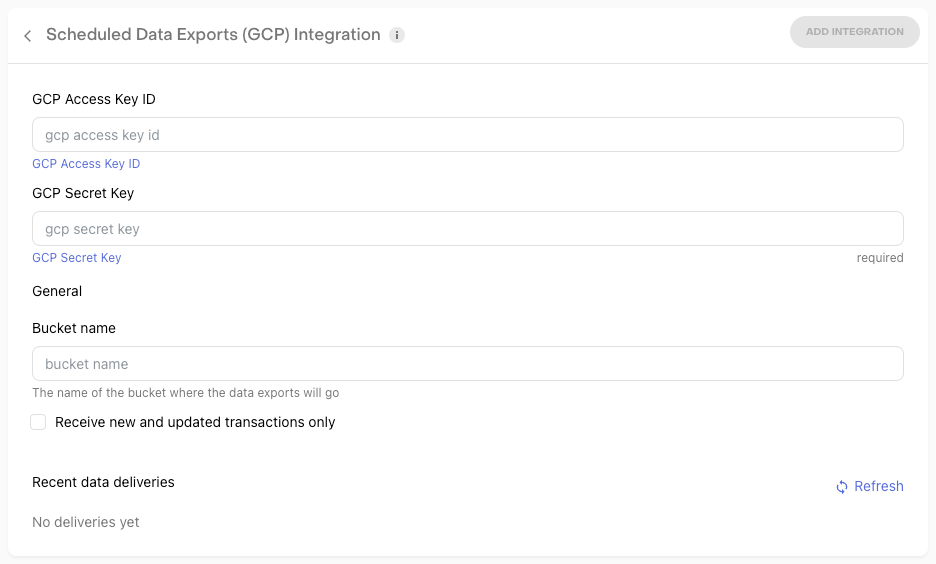 Scheduled Data Exports (GCP) Integration
ADD INTEGRATION
GCP Access Key ID
gcp access key id
GCP Access Key ID
GCP Secret Key
gcp secret key
GCP Secret Key
required
General
Bucket name
bucket name
The name of the bucket where the data exports will go
Receive new and updated transactions only
Recent data deliveries
Refresh
No deliveries yet